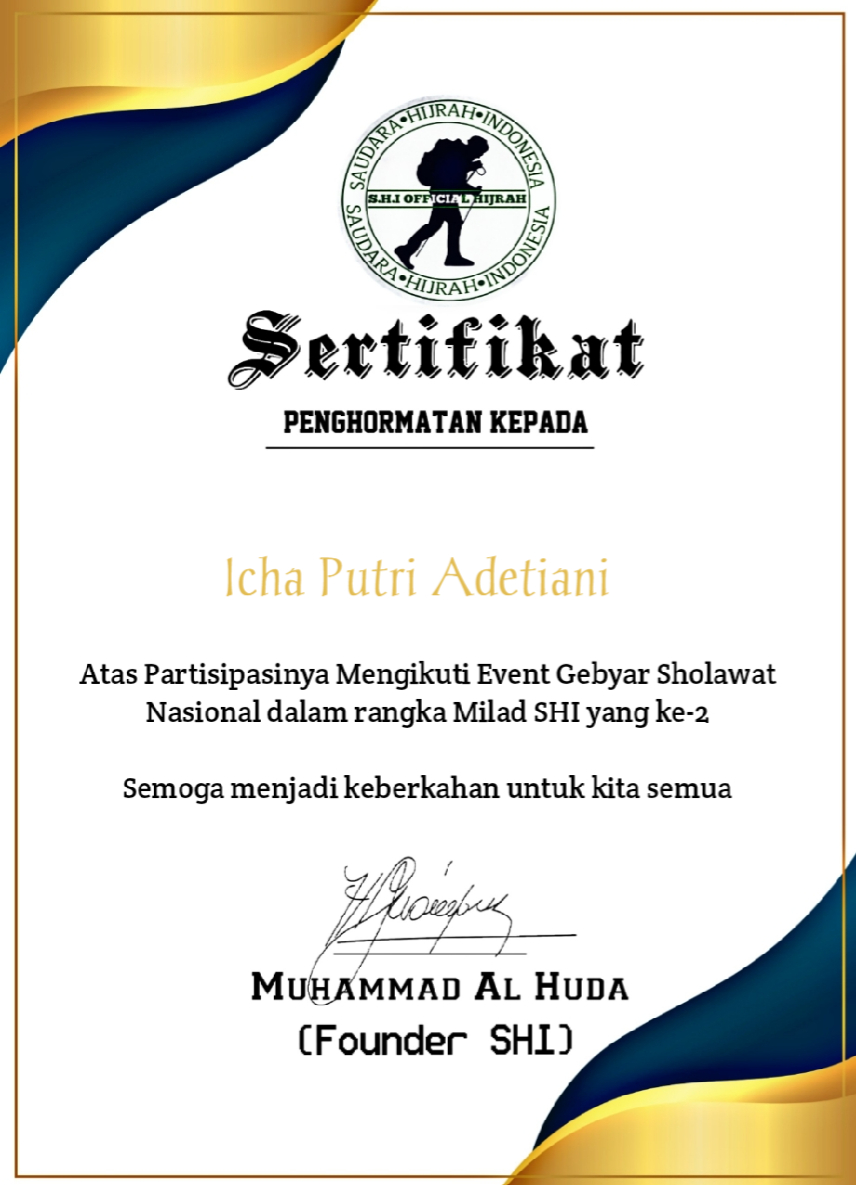 SAUDARA•HIJRAH•INDONESIA
S.H.I OFFICIAL HIJRAH
SAUDARA•HIJRAH•INDONESIA
Sertifikat
PENGHORMATAN KEPADA
Icha Putri Adetiani
Atas Partisipasinya Mengikuti Event Gebyar Sholawat
Nasional dalam rangka Milad SHI yang ke-2
Semoga menjadi keberkahan untuk kita semua
MUHAMMAD AL HUDA
(Founder SHI)